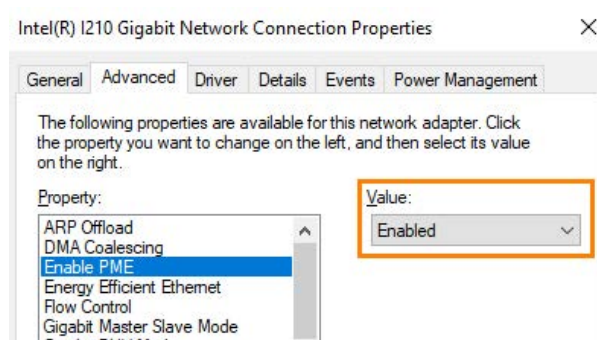 Intel(R) I210 Gigabit Network Connection Properties
General Advanced Driver Details Events Power Management
The following properties are available for this network adapter. Click
the property you want to change on the left, and then select its value
on the right.
Property: Value:
ARP Offload Enabled
DMA Coalescing
Enable PME
Energy Efficient Ethernet
Flow Control
Gigabit Master Slave Mode